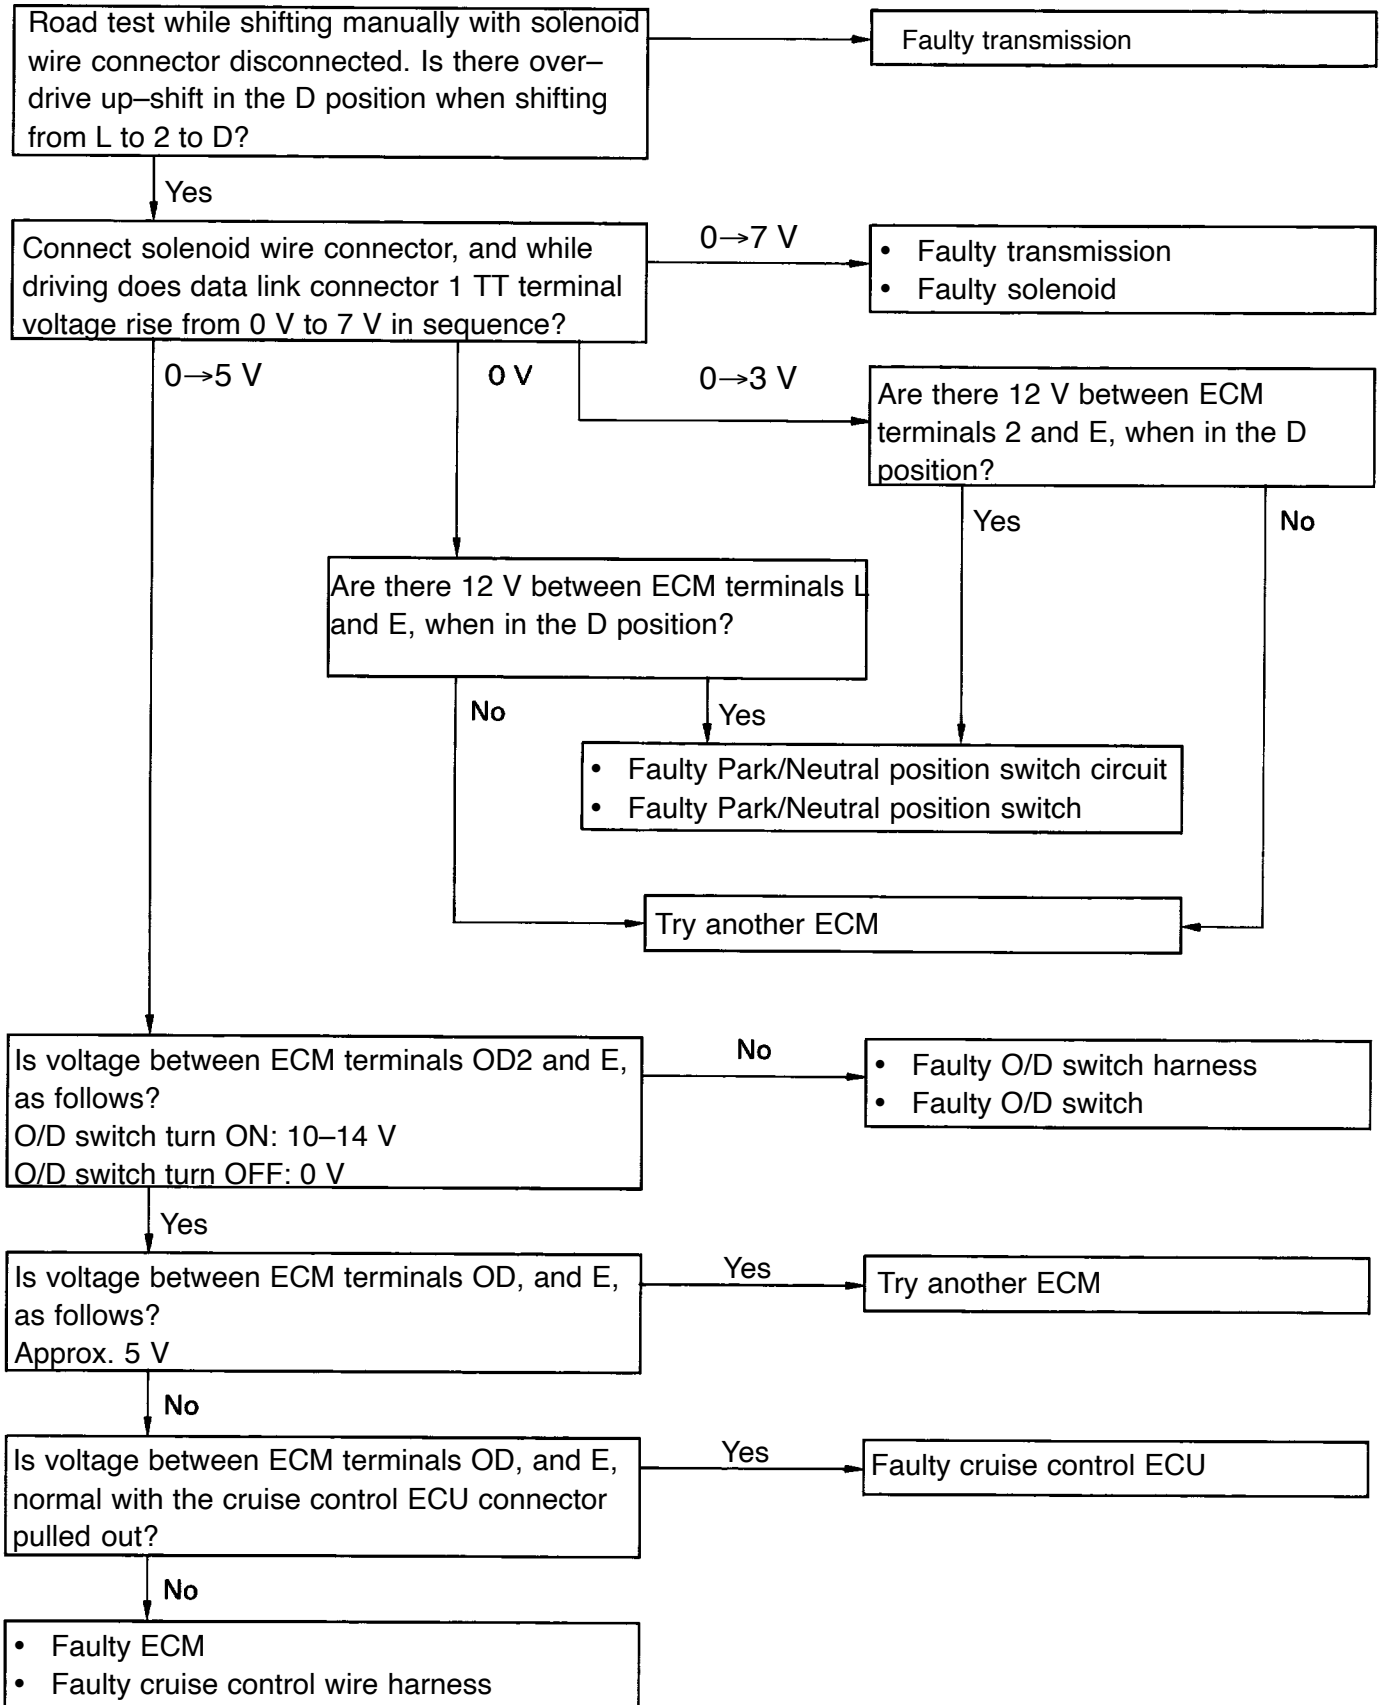 Road test while shifting manually with solenoid
wire connector disconnected. Is there over–
drive up–shift in the D position when shifting
from L to 2 to D?
Faulty transmission
Yes
Connect solenoid wire connector, and while
driving does data link connector 1 TT terminal
voltage rise from 0 V to 7 V in sequence?
0→7 V
• Faulty transmission
• Faulty solenoid
0→5 V
0 V
0→3 V
Are there 12 V between ECM
terminals 2 and E, when in the D
position?
Yes
No
Are there 12 V between ECM terminals L
and E, when in the D position?
No
Yes
• Faulty Park/Neutral position switch circuit
• Faulty Park/Neutral position switch
Try another ECM
Is voltage between ECM terminals OD2 and E,
as follows?
O/D switch turn ON: 10–14 V
O/D switch turn OFF: 0 V
No
• Faulty O/D switch harness
• Faulty O/D switch
Yes
Is voltage between ECM terminals OD, and E,
as follows?
Approx. 5 V
Yes
Try another ECM
No
Is voltage between ECM terminals OD, and E,
normal with the cruise control ECU connector
pulled out?
Yes
Faulty cruise control ECU
No
• Faulty ECM
• Faulty cruise control wire harness